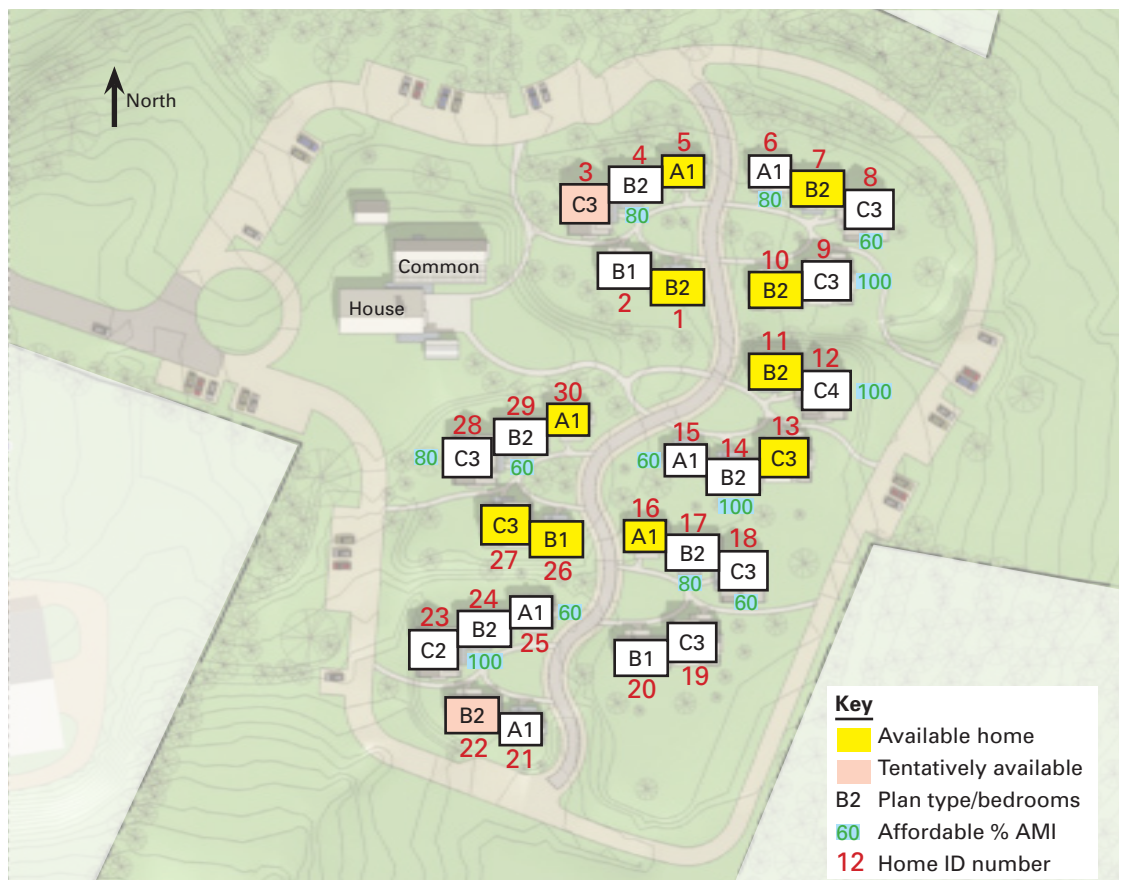 North
5
A1
4
B2
80
3
C3
6
A1
80
7
B2
8
C3
60
Common
House
B1
2
B2
1
10
B2
9
C3
100
11
B2
12
C4
100
30
A1
29
B2
60
28
C3
80
15
60
A1
14
B2
100
13
C3
C3
27
B1
26
16
A1
17
B2
80
18
C3
60
23
C2
24
B2
100
A1
60
25
B1
20
C3
19
B2
22
A1
21
Key
Available home
Tentatively available
B2 Plan type/bedrooms
60 Affordable % AMI
12 Home ID number